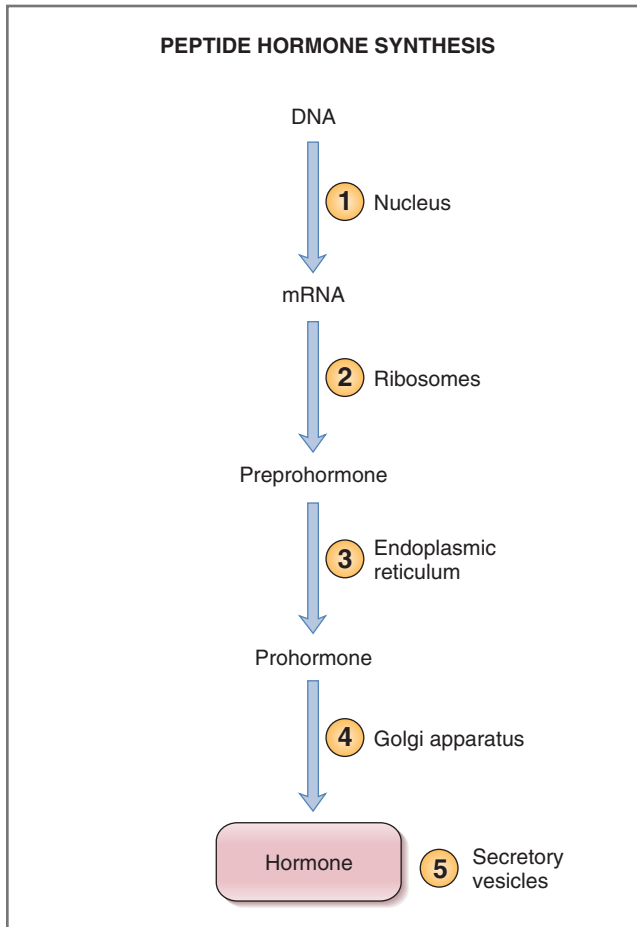 PEPTIDE HORMONE SYNTHESIS
DNA
1 Nucleus
mRNA
2 Ribosomes
Preprohormone
3 Endoplasmic
reticulum
Prohormone
4 Golgi apparatus
Hormone
5 Secretory
vesicles